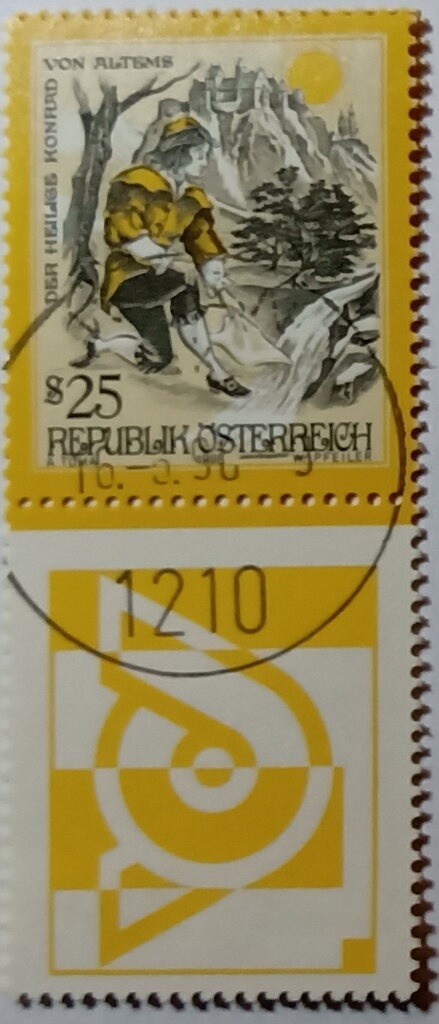 VON ALTEMS
DER HEILIGE KONRAD
S25
REPUBLIK ÖSTERREICH
1210